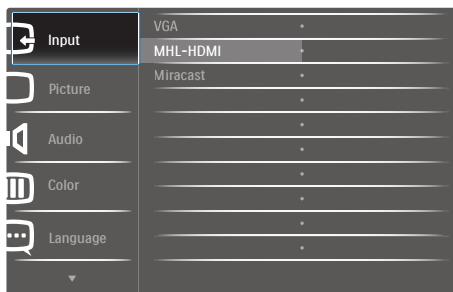 Input
Picture
Audio
Color
Language
VGA
MHL-HDMI
Miracast